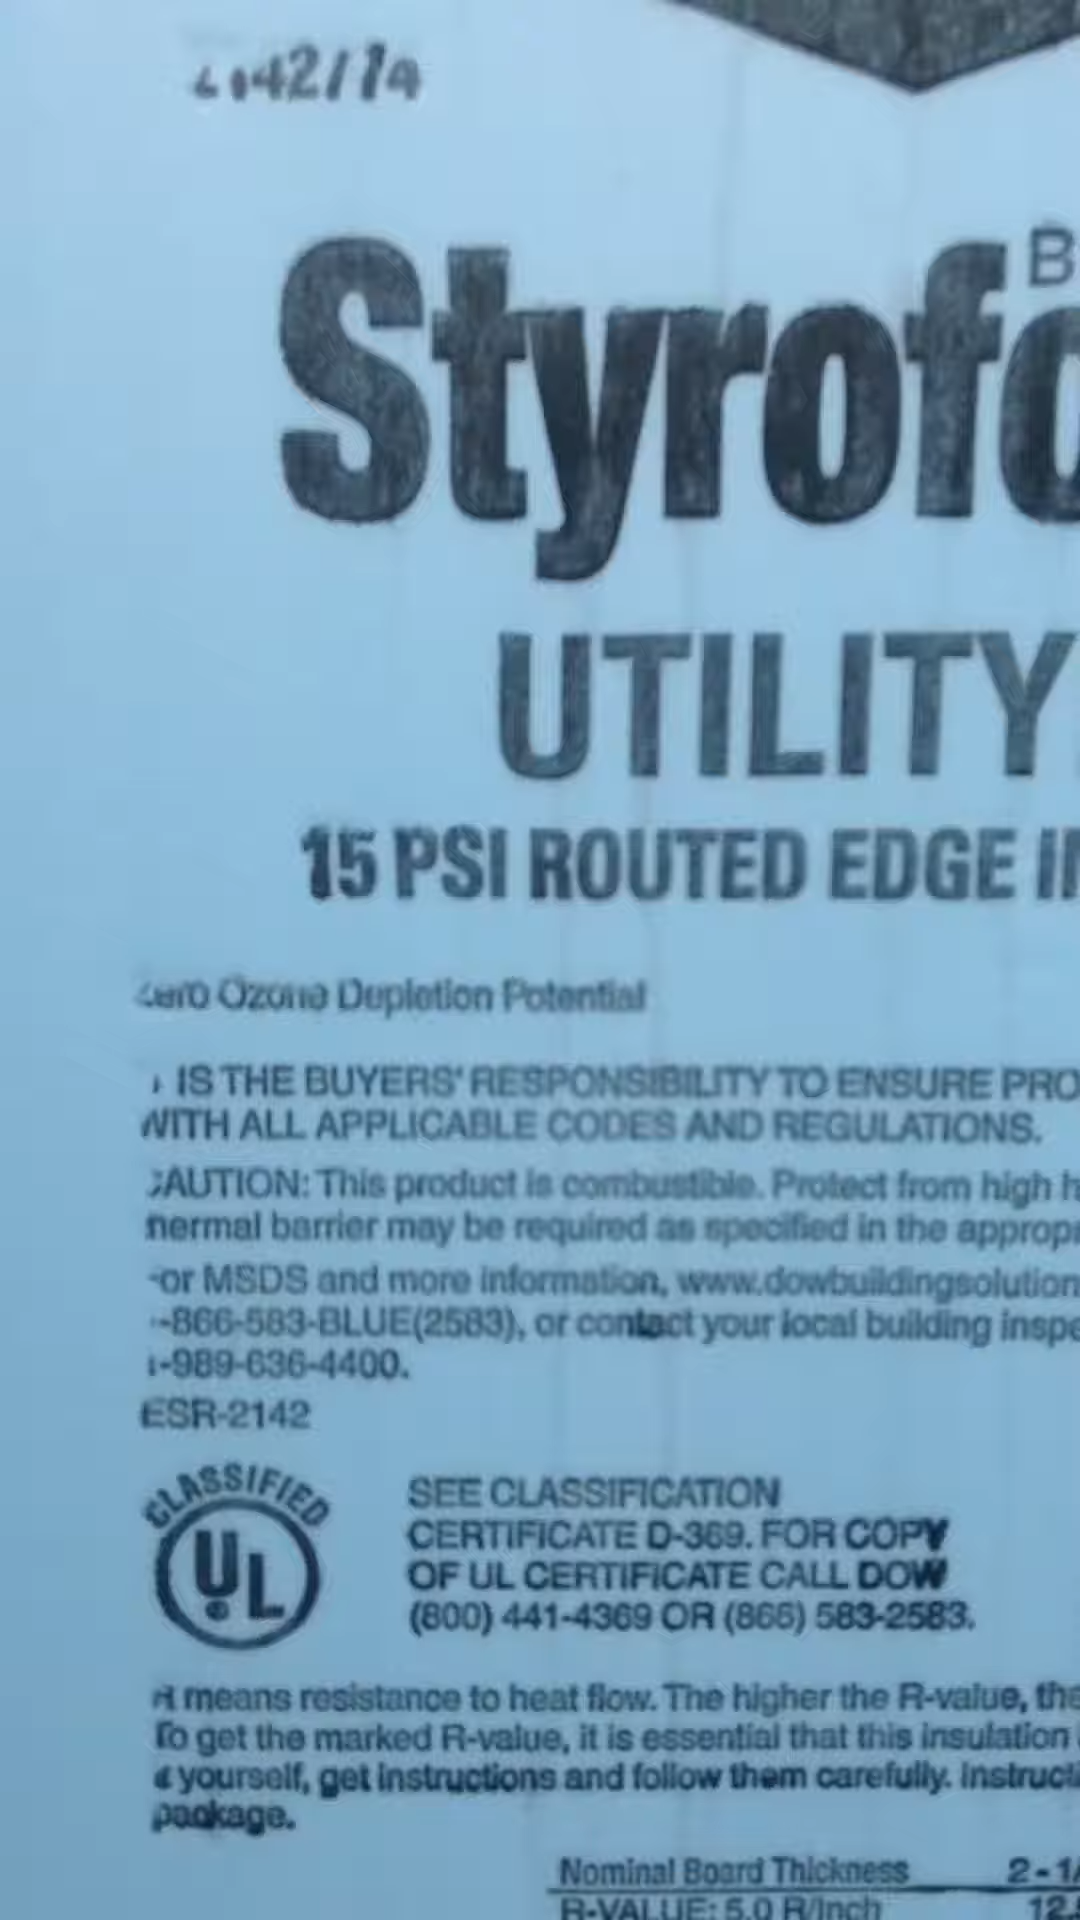 B
Styrofo
UTILITY
15 PSI ROUTED EDGE IN
Zero Ozone Depletion Potential
IS THE BUYERS' RESPONSIBILITY TO ENSURE PRO
WITH ALL APPLICABLE CODES AND REGULATIONS.
CAUTION: This product is combustible. Protect from high h
hermal barrier may be required as specified in the appropr
For MSDS and more information, www.dowbuildingsolution
-866-583-BLUE(2583), or contact your local building inspe
1-989-636-4400.
ESR-2142
CLASSIFIED
UL
SEE CLASSIFICATION
CERTIFICATE D-369. FOR COPY
OF UL CERTIFICATE CALL DOW
(800) 441-4369 OR (866) 583-2583.
R means resistance to heat flow. The higher the R-value, the
To get the marked R-value, it is essential that this insulation
yourself, get instructions and follow them carefully. Instructi
package.
Nominal Board Thickness 2-1/
R-VALUE: 5.0 R/Inch 12.